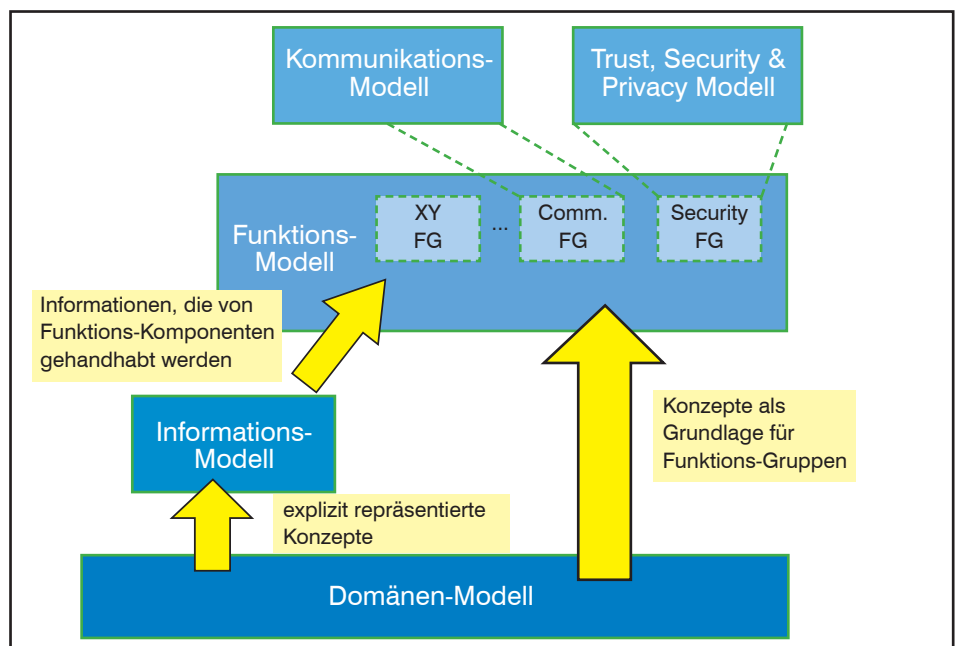 Kommunikations-
Modell
Trust, Security &
Privacy Modell
Funktions-
Modell
XY
FG
...
Comm.
FG
Security
FG
Informationen, die von
Funktions-Komponenten
gehandhabt werden
Informations-
Modell
Konzepte als
Grundlage für
Funktions-Gruppen
explizit repräsentierte
Konzepte
Domänen-Modell